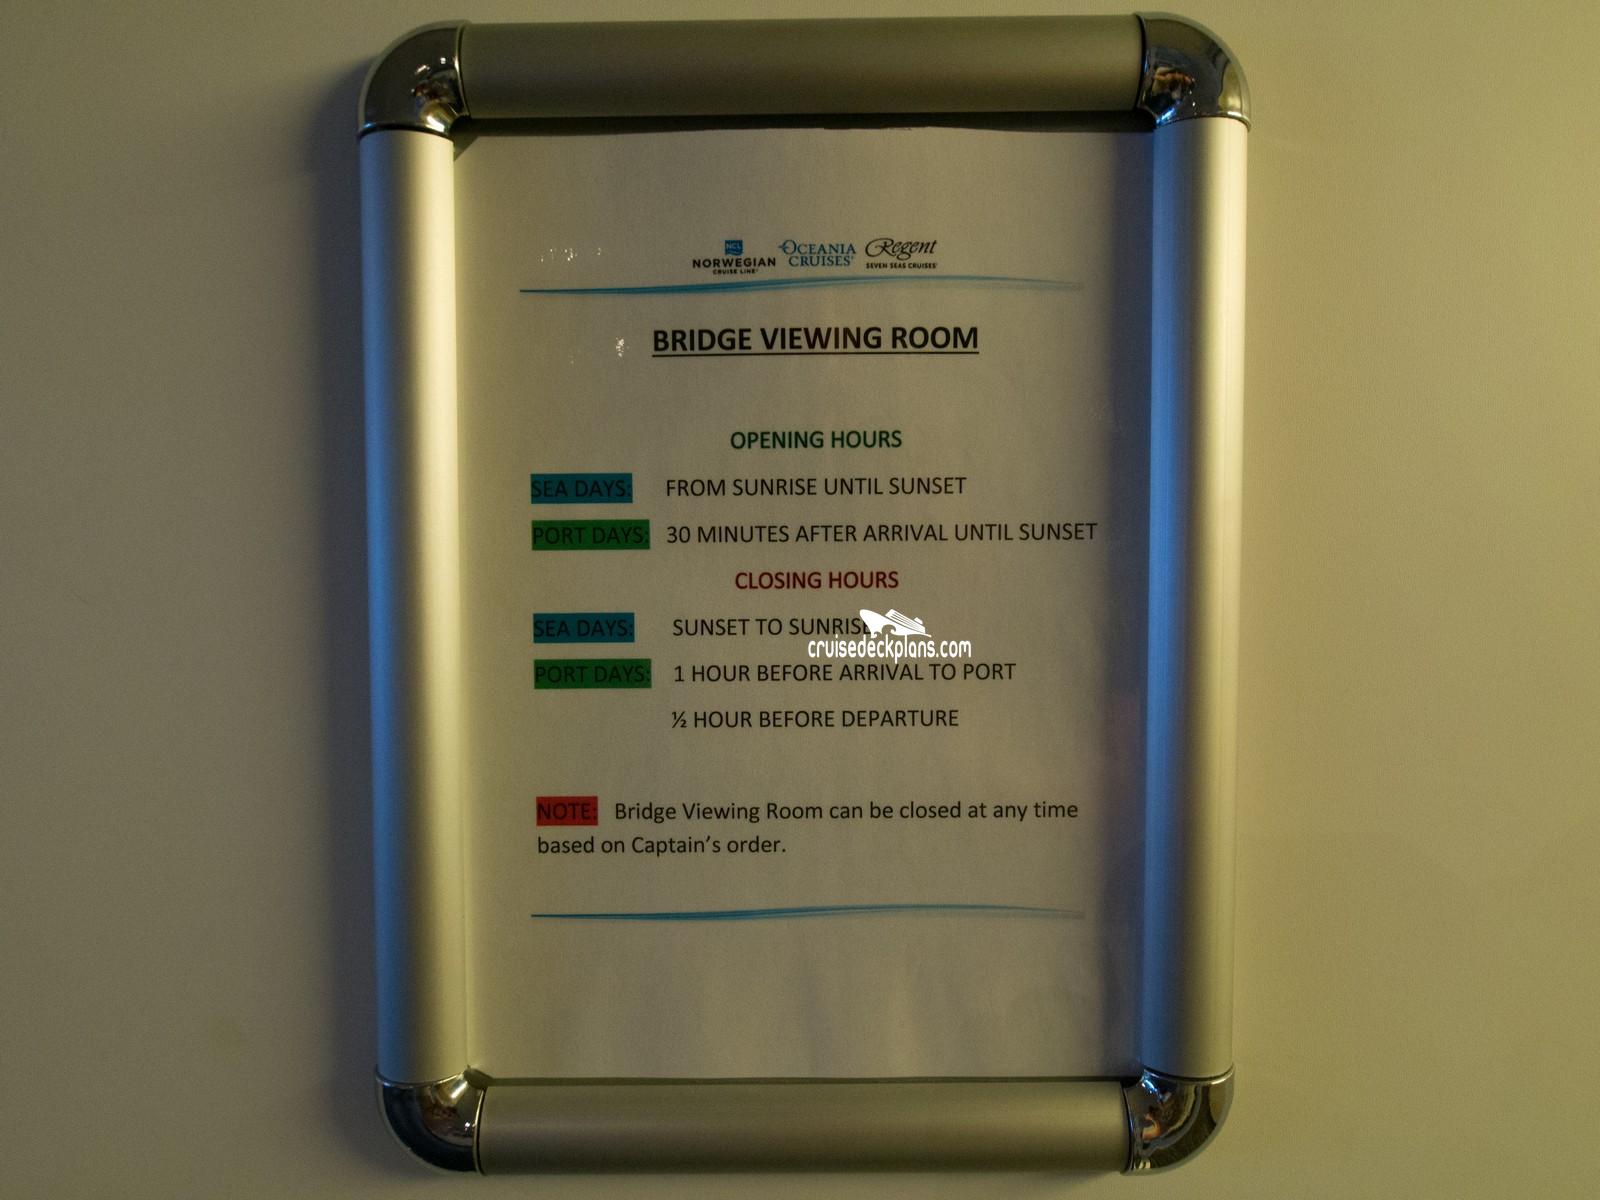 NCL
NORWEGIAN
CRUISE LINE®
OCEANIA
CRUISES®
Regent
SEVEN SEAS CRUISES®
BRIDGE VIEWING ROOM
OPENING HOURS
SEA DAYS: FROM SUNRISE UNTIL SUNSET
PORT DAYS: 30 MINUTES AFTER ARRIVAL UNTIL SUNSET
CLOSING HOURS
SEA DAYS: SUNSET TO SUNRISE
cruisedeckplans.com
PORT DAYS: 1 HOUR BEFORE ARRIVAL TO PORT
½ HOUR BEFORE DEPARTURE
NOTE: Bridge Viewing Room can be closed at any time
based on Captain's order.